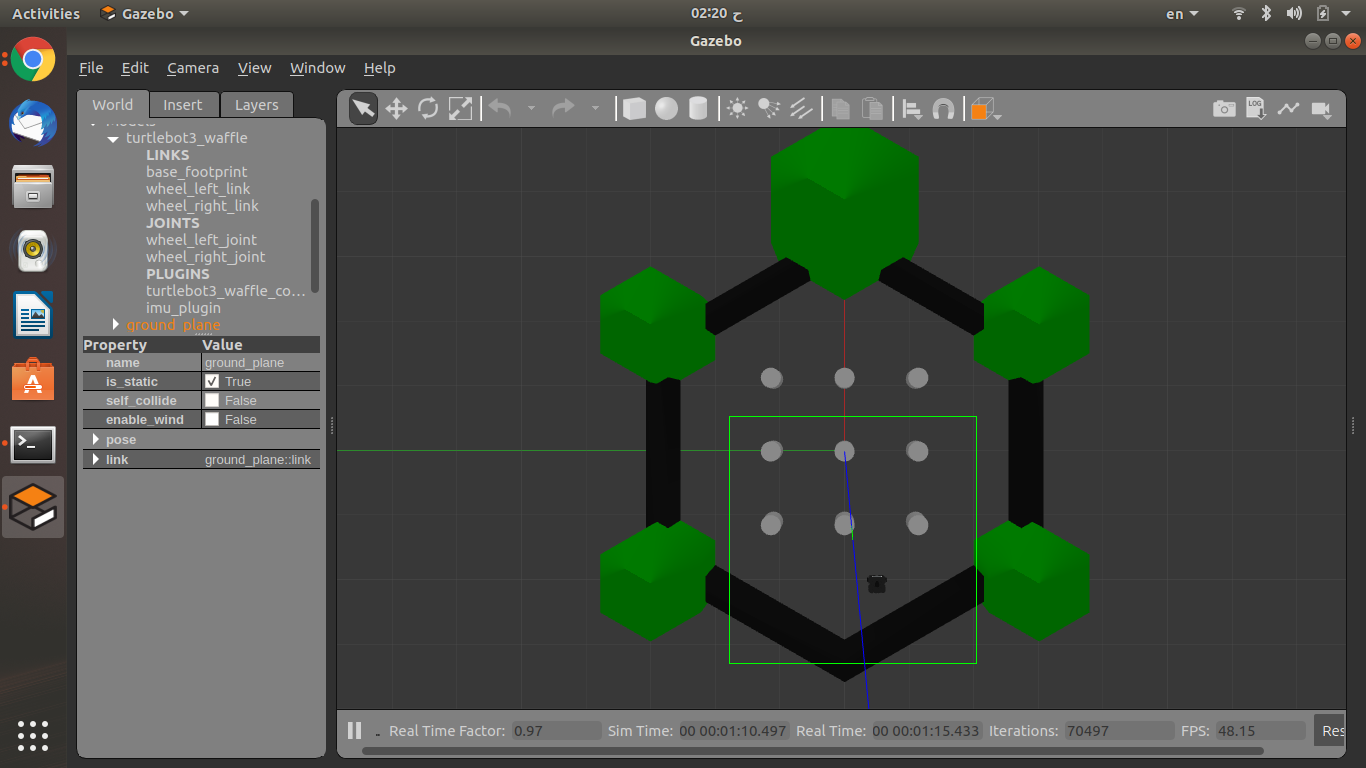 Activities Gazebo 02:20 ح en
Gazebo
File Edit Camera View Window Help
World Insert Layers
turtlebot3_waffle
LINKS
base_footprint
wheel_left_link
wheel_right_link
JOINTS
wheel_left_joint
wheel_right_joint
PLUGINS
turtlebot3_waffle_co...
imu_plugin
ground_plane
Property Value
name ground_plane
is_static True
self_collide False
enable_wind False
pose
link ground_plane::link
LOG
Real Time Factor: 0.97 Sim Time: 00 00:01:10.497 Real Time: 00 00:01:15.433 Iterations: 70497 FPS: 48.15 Res